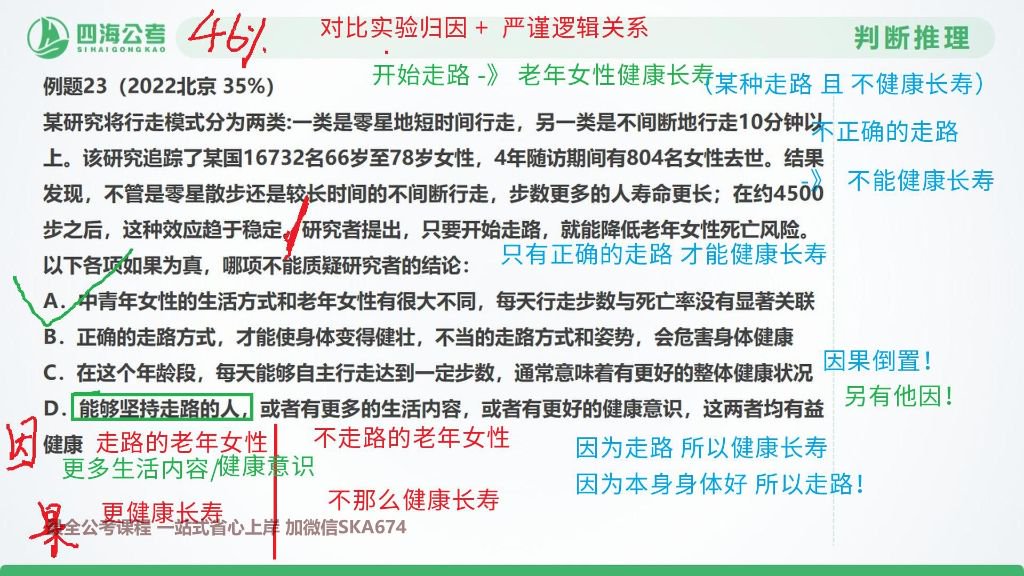 四海公考
SIHAIGONGKAO
46%
对比实验归因 + 严谨逻辑关系
判断推理
开始走路 -》 老年女性健康长寿
(某种走路 且 不健康长寿)
例题23（2022北京 35%）
某研究将行走模式分为两类:一类是零星地短时间行走，另一类是不间断地行走10分钟以
不正确的走路
上。该研究追踪了某国16732名66岁至78岁女性，4年随访期间有804名女性去世。结果
-》 不能健康长寿
发现，不管是零星散步还是较长时间的不间断行走，步数更多的人寿命更长；在约4500
步之后，这种效应趋于稳定。研究者提出，只要开始走路，就能降低老年女性死亡风险。
只有正确的走路 才能健康长寿
以下各项如果为真，哪项不能质疑研究者的结论：
A．中青年女性的生活方式和老年女性有很大不同，每天行走步数与死亡率没有显著关联
B．正确的走路方式，才能使身体变得健壮，不当的走路方式和姿势，会危害身体健康
因果倒置！
C．在这个年龄段，每天能够自主行走达到一定步数，通常意味着有更好的整体健康状况
另有他因！
D．能够坚持走路的人，或者有更多的生活内容，或者有更好的健康意识，这两者均有益
健康
因
走路的老年女性
不走路的老年女性
因为走路 所以健康长寿
更多生活内容/健康意识
因为本身身体好 所以走路！
果
更健康长寿
不那么健康长寿
全公考课程 一站式省心上岸 加微信SKA674